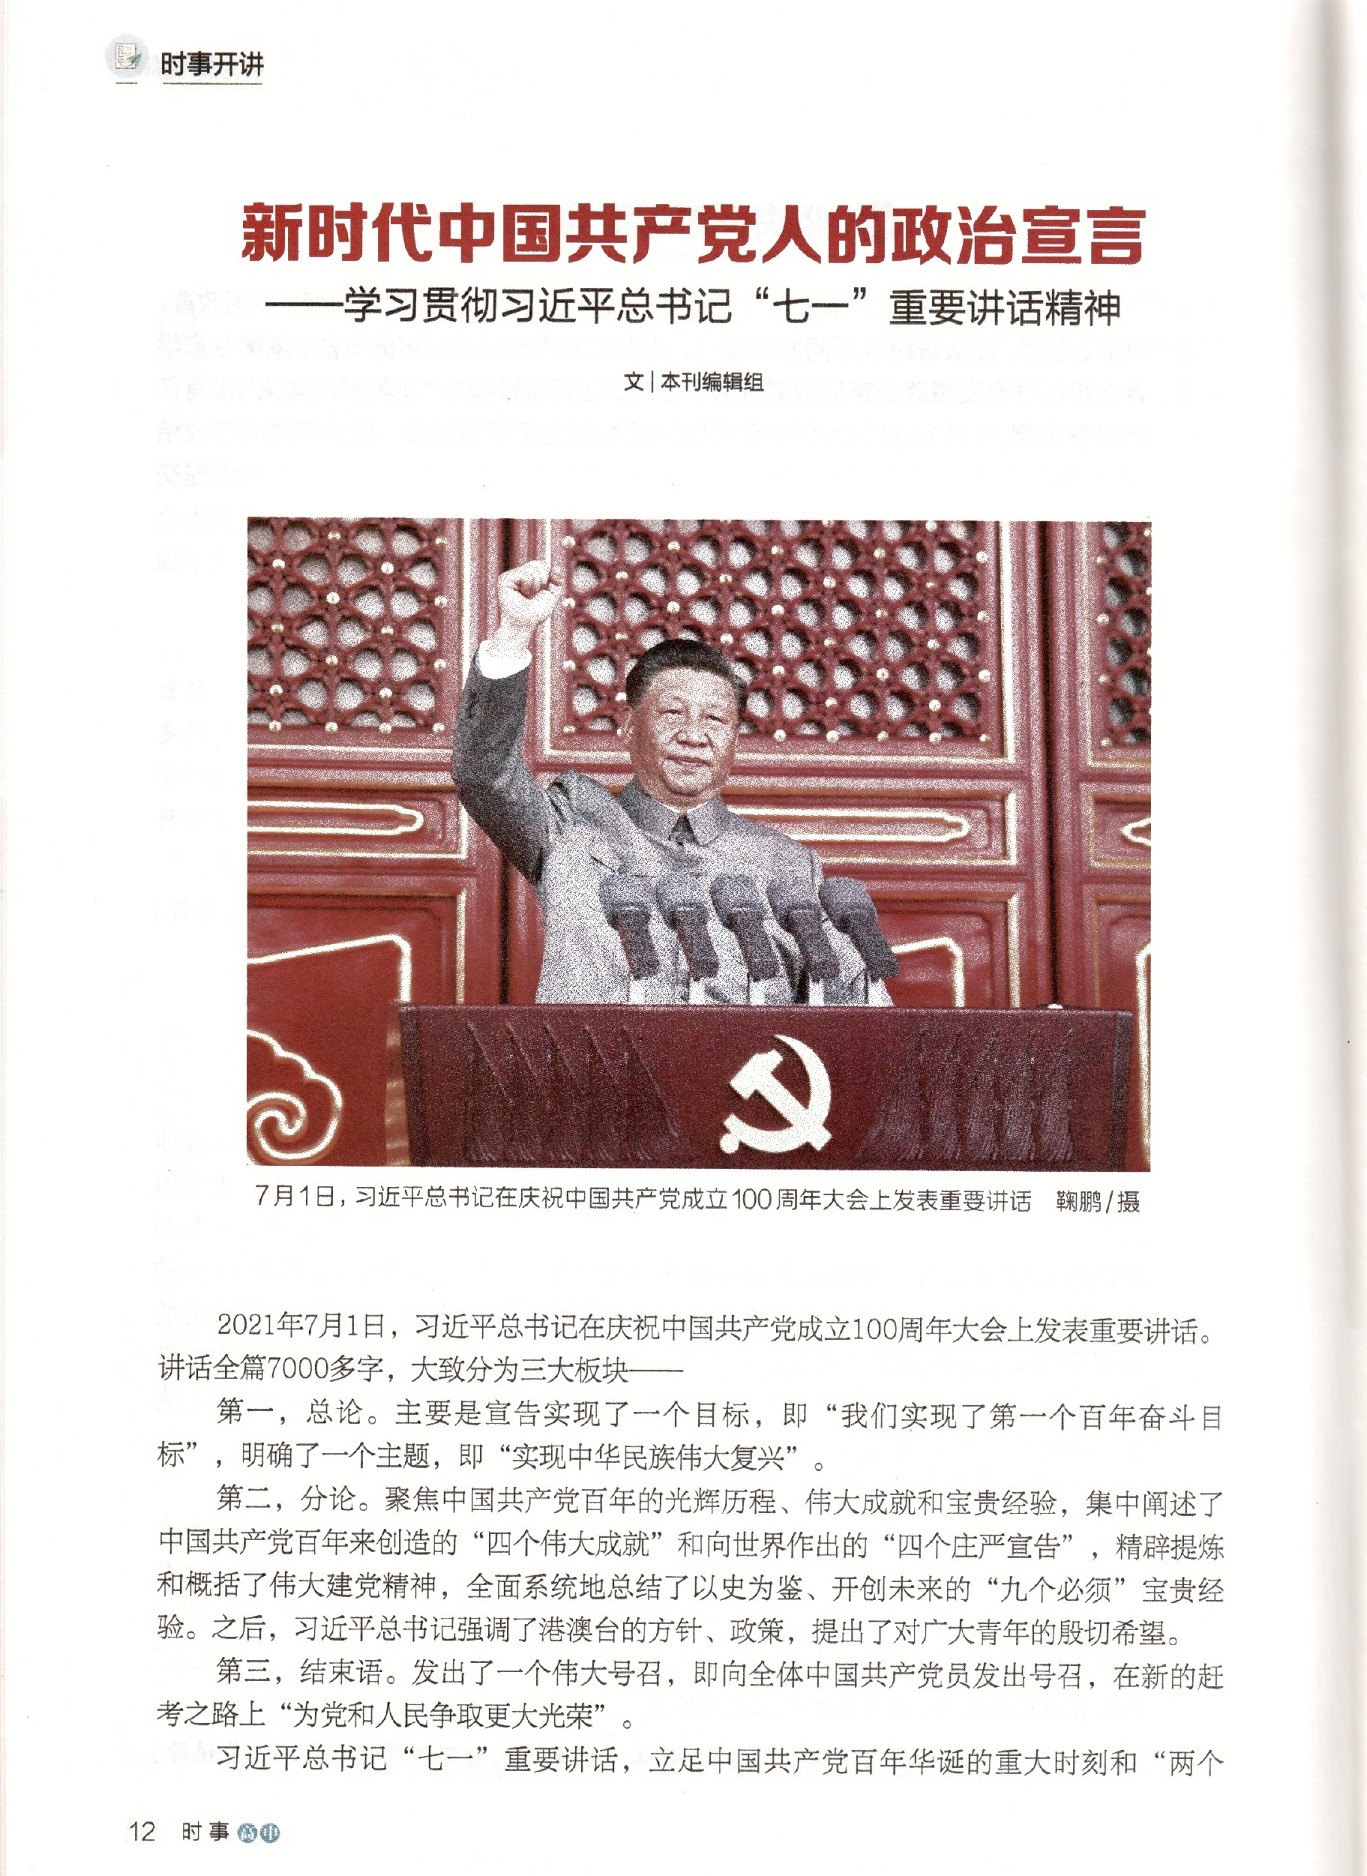 时事开讲
新时代中国共产党人的政治宣言
——学习贯彻习近平总书记“七一”重要讲话精神
文|本刊编辑组
7月1日，习近平总书记在庆祝中国共产党成立100周年大会上发表重要讲话　鞠鹏/摄
2021年7月1日，习近平总书记在庆祝中国共产党成立100周年大会上发表重要讲话。
讲话全篇7000多字，大致分为三大板块——
第一，总论。主要是宣告实现了一个目标，即“我们实现了第一个百年奋斗目
标”，明确了一个主题，即“实现中华民族伟大复兴”。
第二，分论。聚焦中国共产党百年的光辉历程、伟大成就和宝贵经验，集中阐述了
中国共产党百年来创造的“四个伟大成就”和向世界作出的“四个庄严宣告”，精辟提炼
和概括了伟大建党精神，全面系统地总结了以史为鉴、开创未来的“九个必须”宝贵经
验。之后，习近平总书记强调了港澳台的方针、政策，提出了对广大青年的殷切希望。
第三，结束语。发出了一个伟大号召，即向全体中国共产党员发出号召，在新的赶
考之路上“为党和人民争取更大光荣”。
习近平总书记“七一”重要讲话，立足中国共产党百年华诞的重大时刻和“两个
12 时事高中